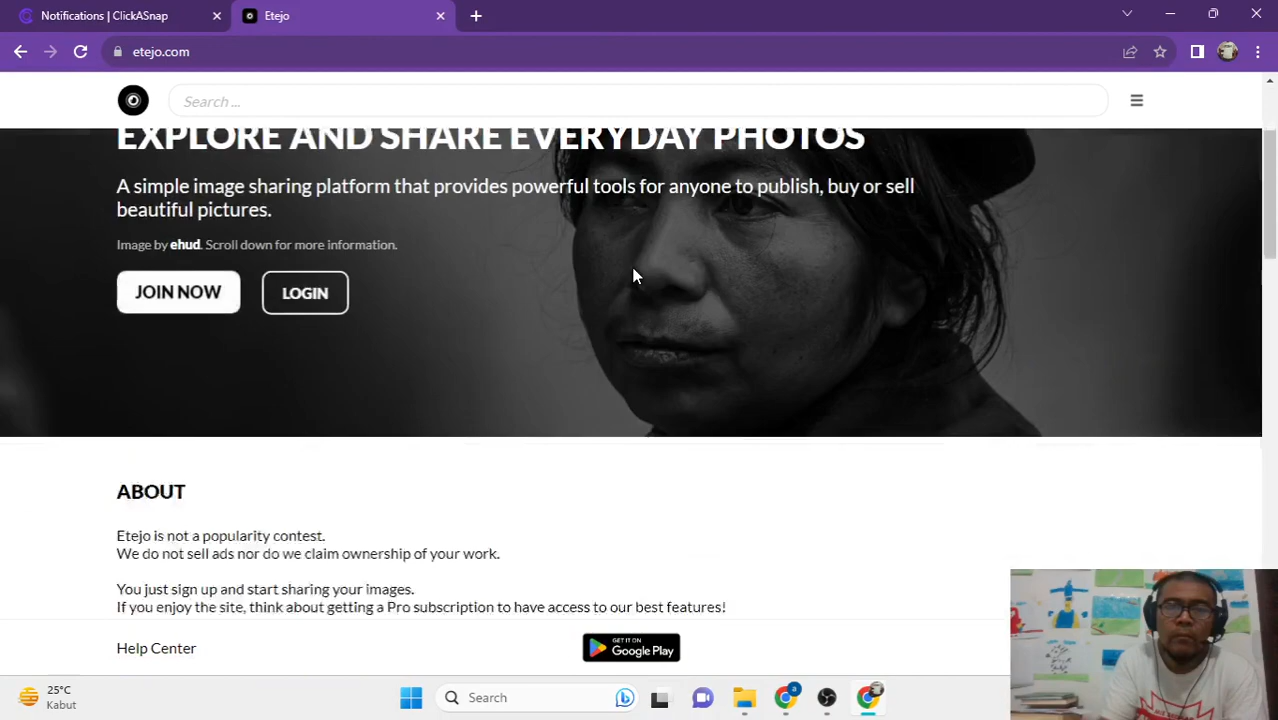 Notifications | ClickASnap
Etejo
etejo.com
Search ...
EXPLORE AND SHARE EVERYDAY PHOTOS
A simple image sharing platform that provides powerful tools for anyone to publish, buy or sell
beautiful pictures.
Image by ehud. Scroll down for more information.
JOIN NOW
LOGIN
ABOUT
Etejo is not a popularity contest.
We do not sell ads nor do we claim ownership of your work.
You just sign up and start sharing your images.
If you enjoy the site, think about getting a Pro subscription to have access to our best features!
Help Center
GET IT ON
Google Play
25°C
Kabut
Search